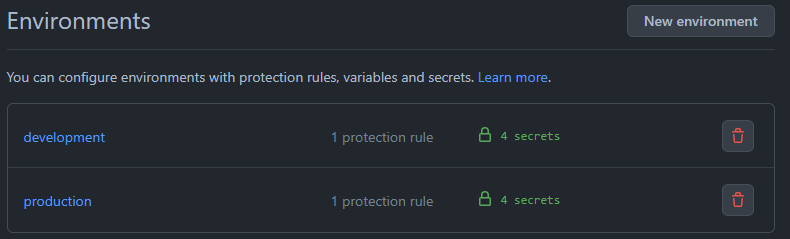 Environments
New environment
You can configure environments with protection rules, variables and secrets. Learn more.
development 1 protection rule 4 secrets
production 1 protection rule 4 secrets